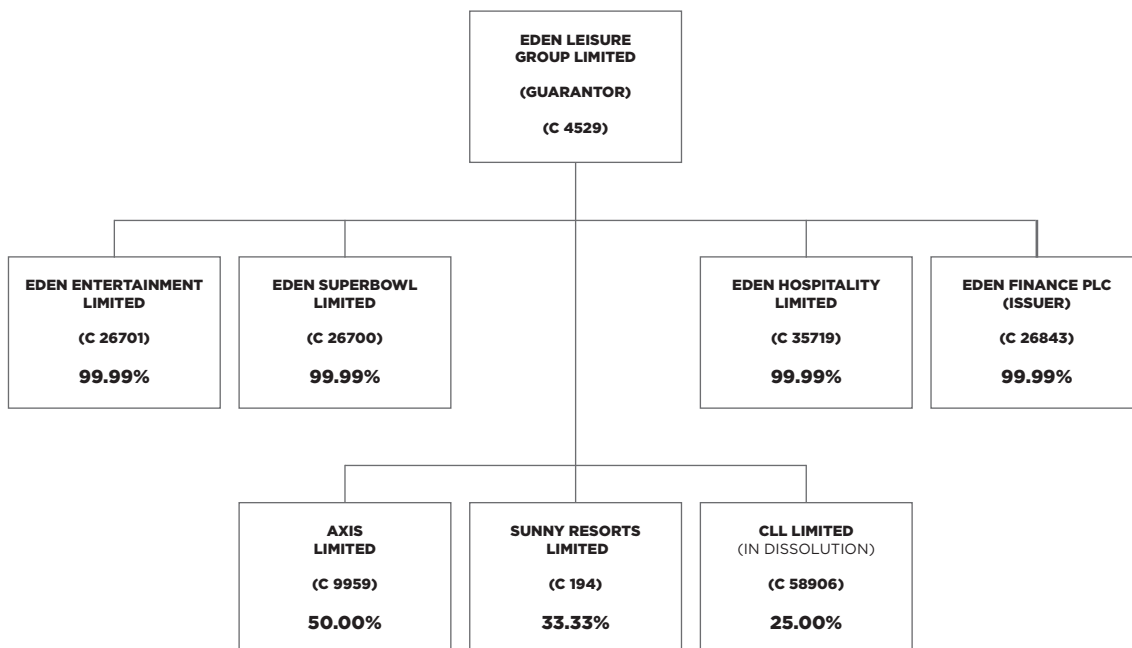 EDEN LEISURE
GROUP LIMITED
(GUARANTOR)
(C 4529)
EDEN ENTERTAINMENT
LIMITED
(C 26701)
99.99%
EDEN SUPERBOWL
LIMITED
(C 26700)
99.99%
EDEN HOSPITALITY
LIMITED
(C 35719)
99.99%
EDEN FINANCE PLC
(ISSUER)
(C 26843)
99.99%
AXIS
LIMITED
(C 9959)
50.00%
SUNNY RESORTS
LIMITED
(C 194)
33.33%
CLL LIMITED
(IN DISSOLUTION)
(C 58906)
25.00%